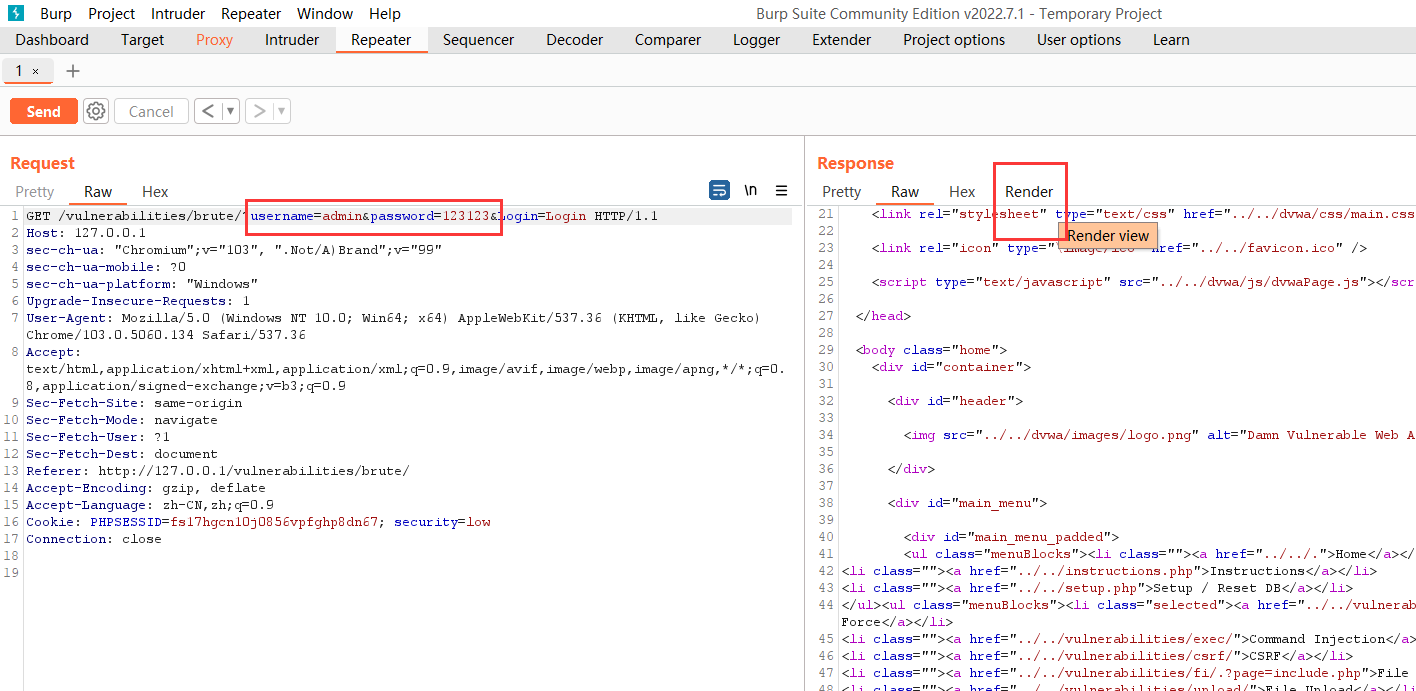 Burp Project Intruder Repeater Window Help Burp Suite Community Edition v2022.7.1 - Temporary Project
Dashboard Target Proxy Intruder Repeater Sequencer Decoder Comparer Logger Extender Project options User options Learn
1 × +
Send Cancel < ▼ > ▼
Request
Pretty Raw Hex \n ≡
1 GET /vulnerabilities/brute/?username=admin&password=123123&Login=Login HTTP/1.1
2 Host: 127.0.0.1
3 sec-ch-ua: "Chromium";v="103", ".Not/A)Brand";v="99"
4 sec-ch-ua-mobile: ?0
5 sec-ch-ua-platform: "Windows"
6 Upgrade-Insecure-Requests: 1
7 User-Agent: Mozilla/5.0 (Windows NT 10.0; Win64; x64) AppleWebKit/537.36 (KHTML, like Gecko)
Chrome/103.0.5060.134 Safari/537.36
8 Accept:
text/html,application/xhtml+xml,application/xml;q=0.9,image/avif,image/webp,image/apng,*/*;q=0.
8,application/signed-exchange;v=b3;q=0.9
9 Sec-Fetch-Site: same-origin
10 Sec-Fetch-Mode: navigate
11 Sec-Fetch-User: ?1
12 Sec-Fetch-Dest: document
13 Referer: http://127.0.0.1/vulnerabilities/brute/
14 Accept-Encoding: gzip, deflate
15 Accept-Language: zh-CN,zh;q=0.9
16 Cookie: PHPSESSID=fs17hgcn10j0856vpfghp8dn67; security=low
17 Connection: close
18
19
Response
Pretty Raw Hex Render
Render view
21 <link rel="stylesheet" type="text/css" href="../../dvwa/css/main.css
22
23 <link rel="icon" type="\image/ico" href="../../favicon.ico" />
24
25 <script type="text/javascript" src="../../dvwa/js/dvwaPage.js"></scr
26
27 </head>
28
29 <body class="home">
30 <div id="container">
31
32 <div id="header">
33
34 <img src="../../dvwa/images/logo.png" alt="Damn Vulnerable Web A
35
36 </div>
37
38 <div id="main_menu">
39
40 <div id="main_menu_padded">
41 <ul class="menuBlocks"><li class=""><a href="../../.">Home</a></
42 <li class=""><a href="../../instructions.php">Instructions</a></li>
43 <li class=""><a href="../../setup.php">Setup / Reset DB</a></li>
44 </ul><ul class="menuBlocks"><li class="selected"><a href="../../vulnerab
Force</a></li>
45 <li class=""><a href="../../vulnerabilities/exec/">Command Injection</a>
46 <li class=""><a href="../../vulnerabilities/csrf/">CSRF</a></li>
47 <li class=""><a href="../../vulnerabilities/fi/.?page=include.php">File
48 <li class=""><a href="../../vulnerabilities/upload/">File Upload</a></li